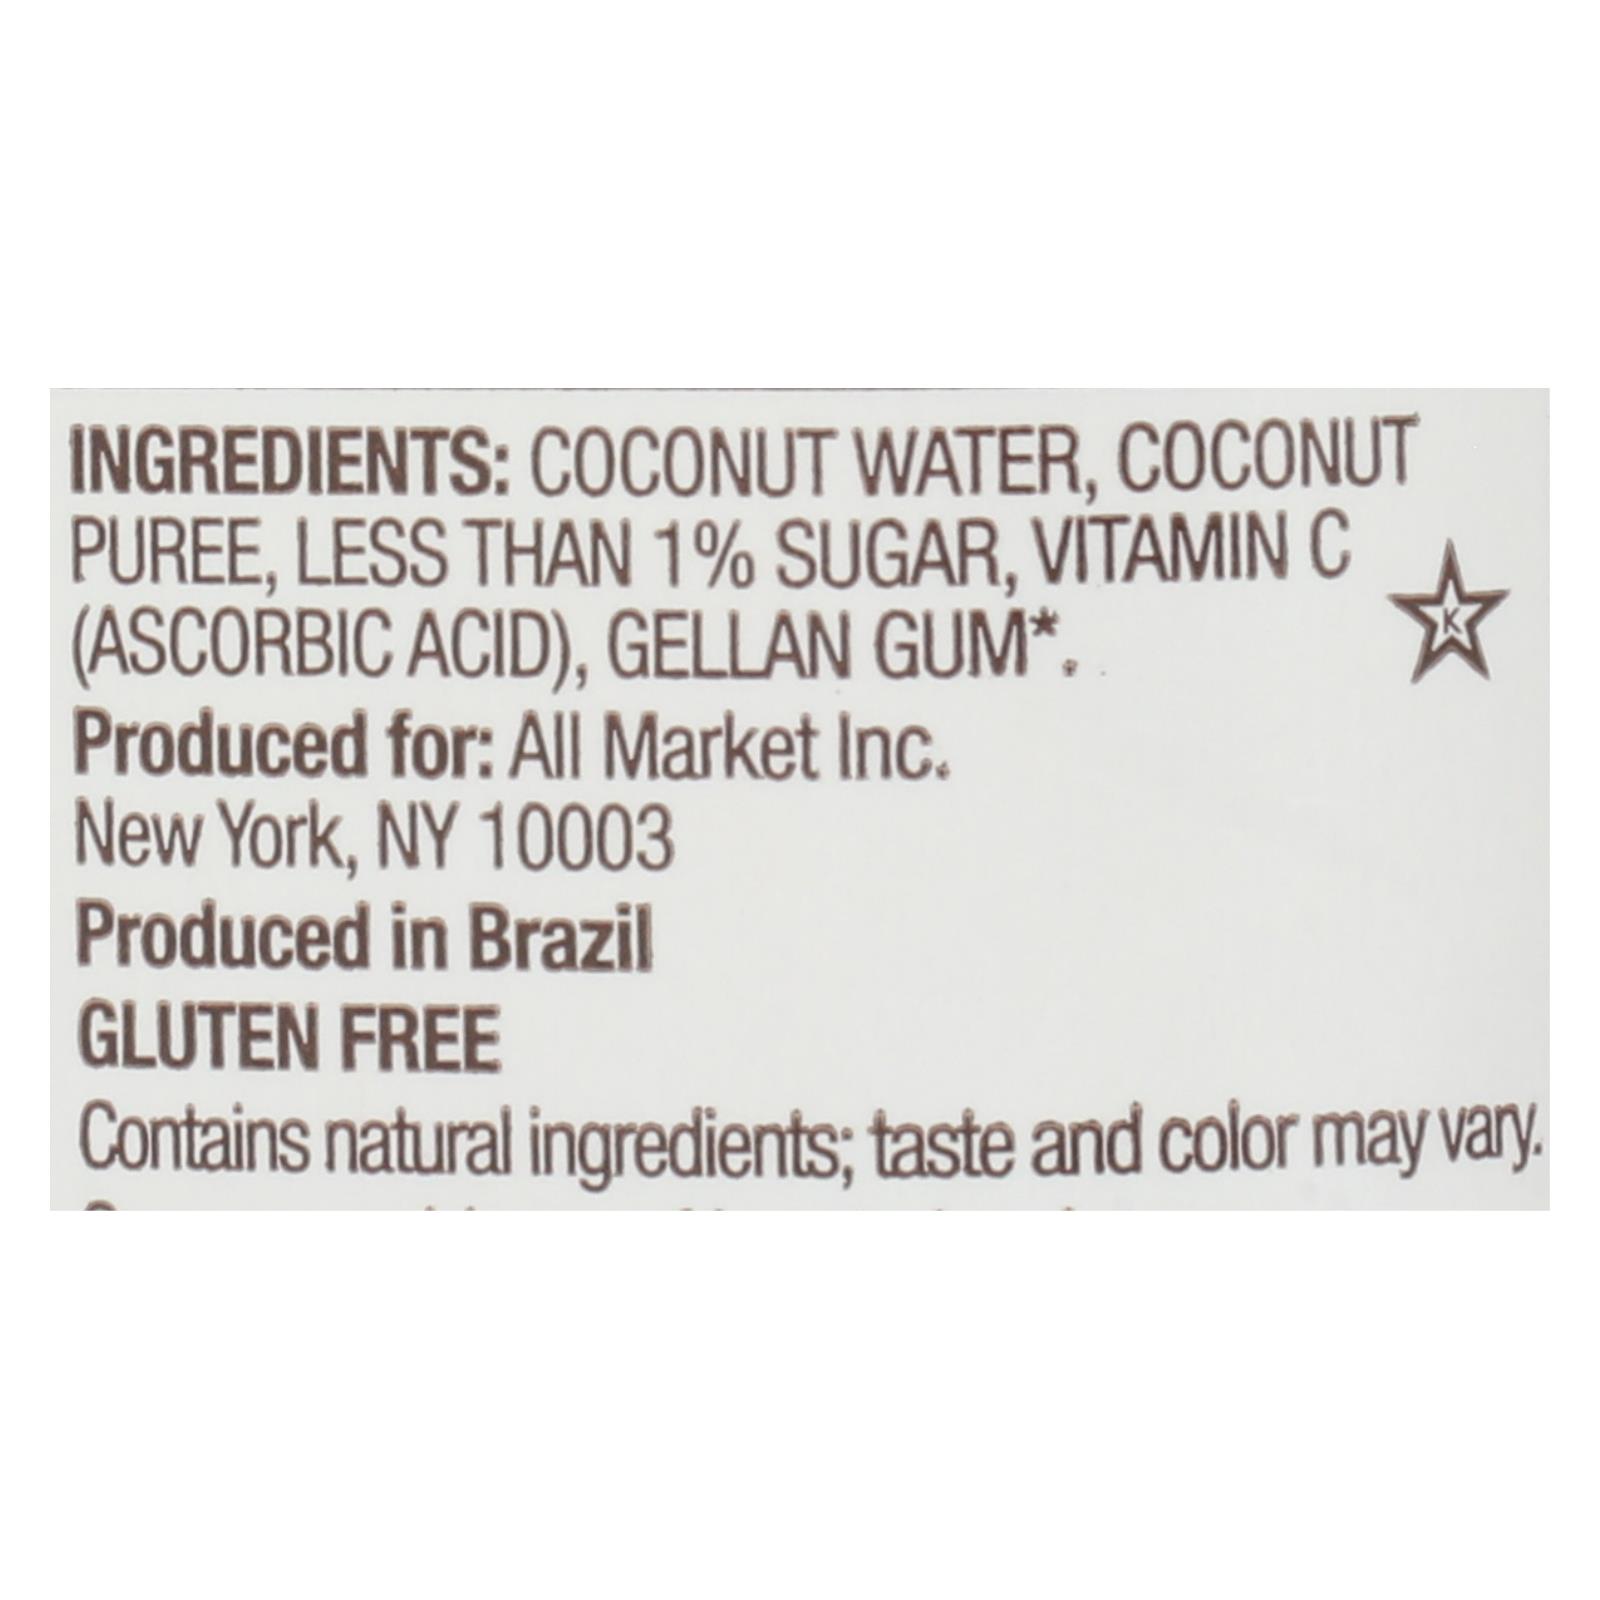 INGREDIENTS: COCONUT WATER, COCONUT
PUREE, LESS THAN 1% SUGAR, VITAMIN C
(ASCORBIC ACID), GELLAN GUM*.
K
Produced for: All Market Inc.
New York, NY 10003
Produced in Brazil
GLUTEN FREE
Contains natural ingredients; taste and color may vary.